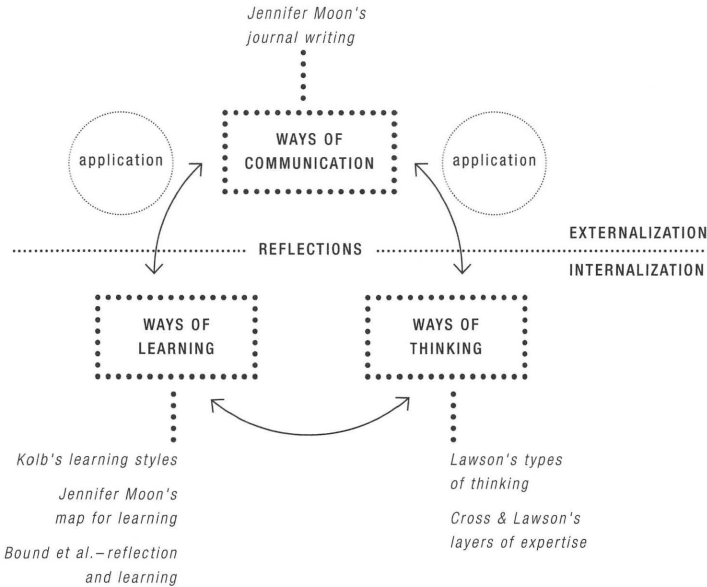 Jennifer Moon's
journal writing
WAYS OF
COMMUNICATION
application
application
EXTERNALIZATION
REFLECTIONS
INTERNALIZATION
WAYS OF
LEARNING
WAYS OF
THINKING
Kolb's learning styles
Jennifer Moon's
map for learning
Bound et al.–reflection
and learning
Lawson's types
of thinking
Cross & Lawson's
layers of expertise